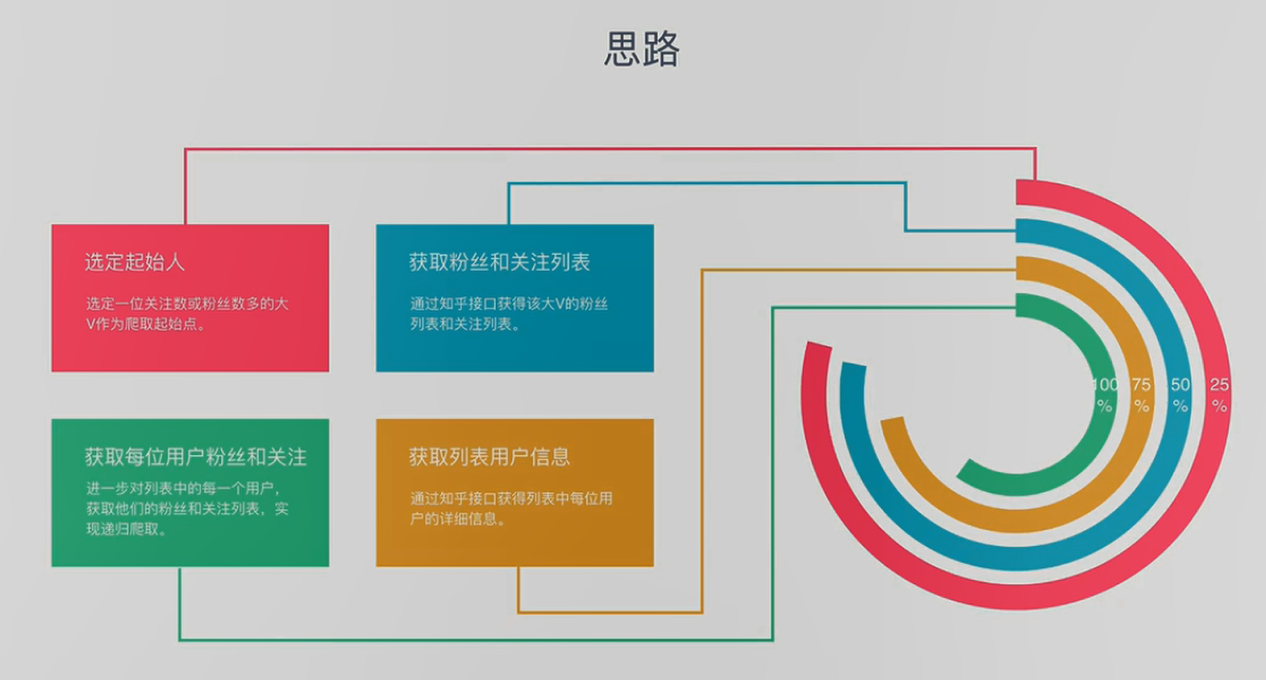 思路
选定起始人
选定一位关注数或粉丝数多的大
V作为爬取起始点。
获取粉丝和关注列表
通过知乎接口获得该大V的粉丝
列表和关注列表。
获取每位用户粉丝和关注
进一步对列表中的每一个用户，
获取他们的粉丝和关注列表，实
现递归爬取。
获取列表用户信息
通过知乎接口获得列表中每位用
户的详细信息。
100
%
75
%
50
%
25
%